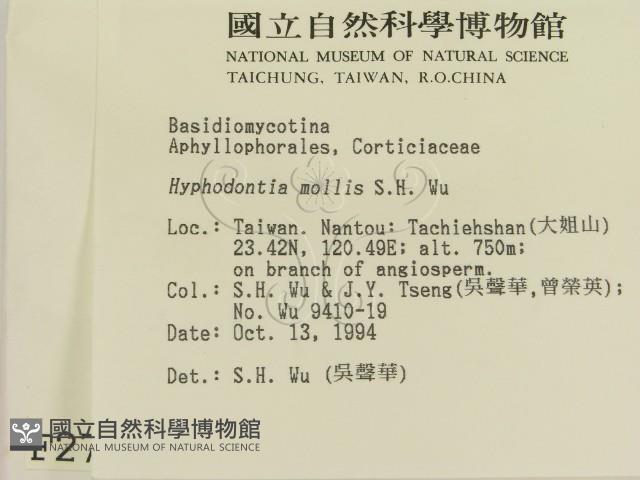 國立自然科學博物館
NATIONAL MUSEUM OF NATURAL SCIENCE
TAICHUNG, TAIWAN, R.O.CHINA
Basidiomycotina
Aphyllophorales, Corticiaceae
Hyphodontia mollis S.H. Wu
Loc.: Taiwan. Nantou: Tachiehshan(大姐山)
23.42N, 120.49E; alt. 750m;
on branch of angiosperm.
Col.: S.H. Wu & J.Y. Tseng(吳聲華,曾榮英);
No. Wu 9410-19
Date: Oct. 13, 1994
Det.: S.H. Wu (吳聲華)
國立自然科學博物館
NATIONAL MUSEUM OF NATURAL SCIENCE